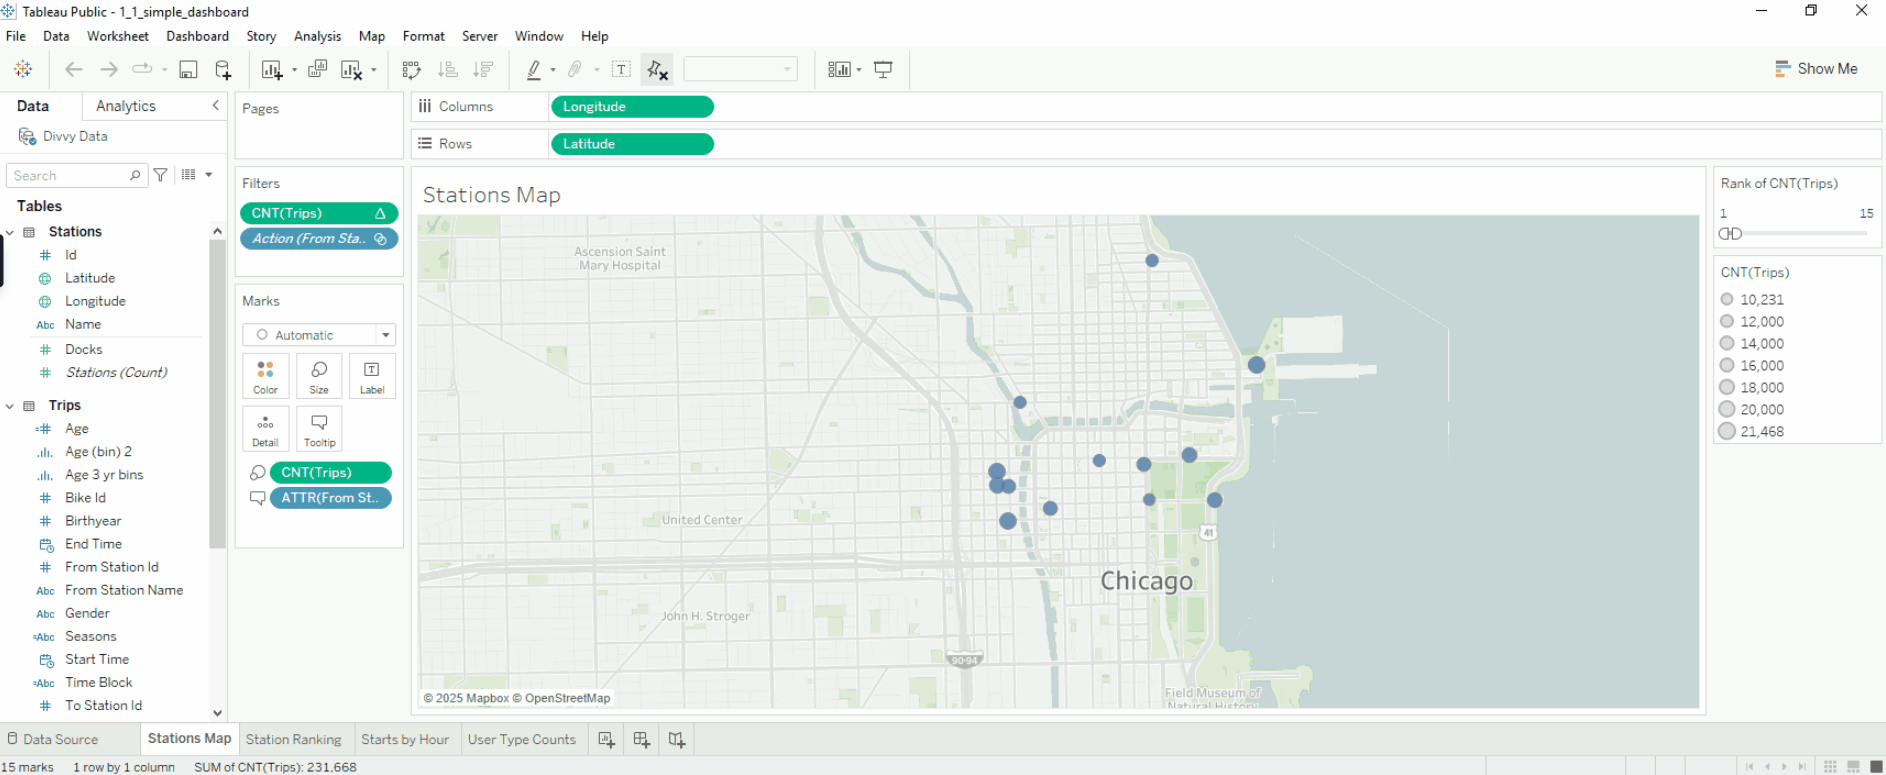 Tableau Public - 1_1_simple_dashboard
File Data Worksheet Dashboard Story Analysis Map Format Server Window Help
Show Me
Data Analytics
Divvy Data
Search
Tables
Stations
# Id
Latitude
Longitude
Abc Name
# Docks
# Stations (Count)
Trips
=# Age
Age (bin) 2
Age 3 yr bins
# Bike Id
# Birthyear
End Time
# From Station Id
Abc From Station Name
Abc Gender
=Abc Seasons
Start Time
=Abc Time Block
# To Station Id
Pages
Filters
CNT(Trips) Δ
Action (From Sta..
Marks
Automatic
Color Size Label
Detail Tooltip
CNT(Trips)
ATTR(From St..
Columns Longitude
Rows Latitude
Stations Map
Ascension Saint
Mary Hospital
United Center
41
Chicago
John H. Stroger
90-94
Field Museum of
Natural History
© 2025 Mapbox © OpenStreetMap
Rank of CNT(Trips)
1 15
CNT(Trips)
10,231
12,000
14,000
16,000
18,000
20,000
21,468
Data Source Stations Map Station Ranking Starts by Hour User Type Counts
15 marks 1 row by 1 column SUM of CNT(Trips): 231,668